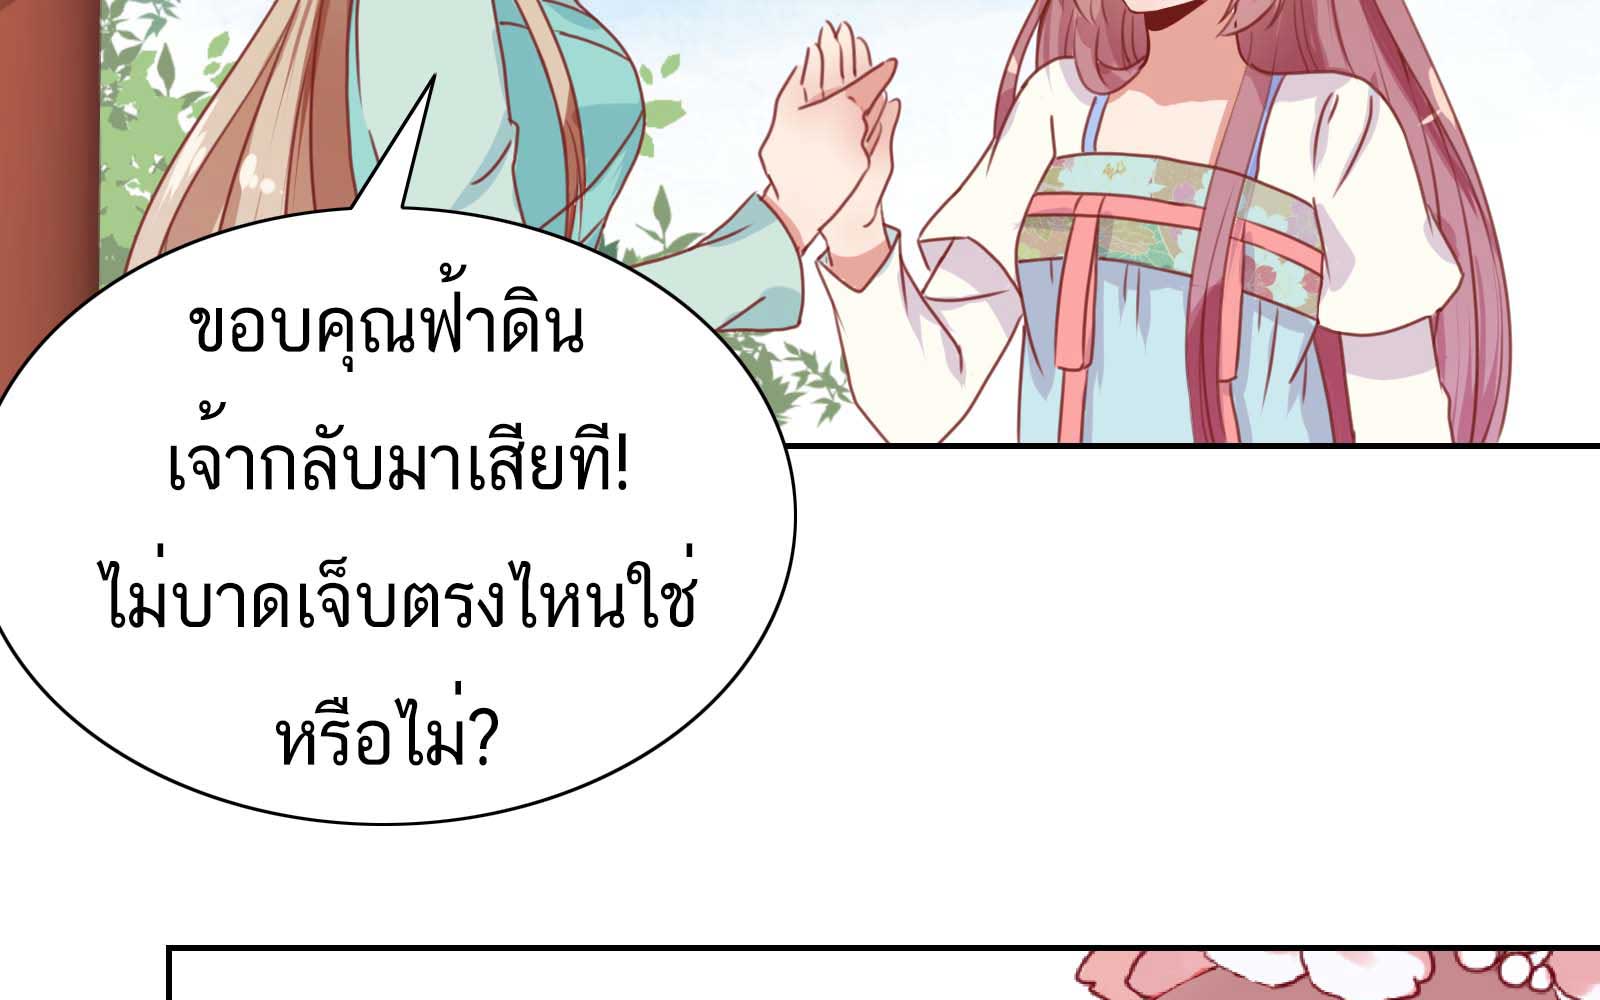 ขอบคุณฟ้าดิน
เจ้ากลับมาเสียที!
ไม่บาดเจ็บตรงไหนใช่
หรือไม่?